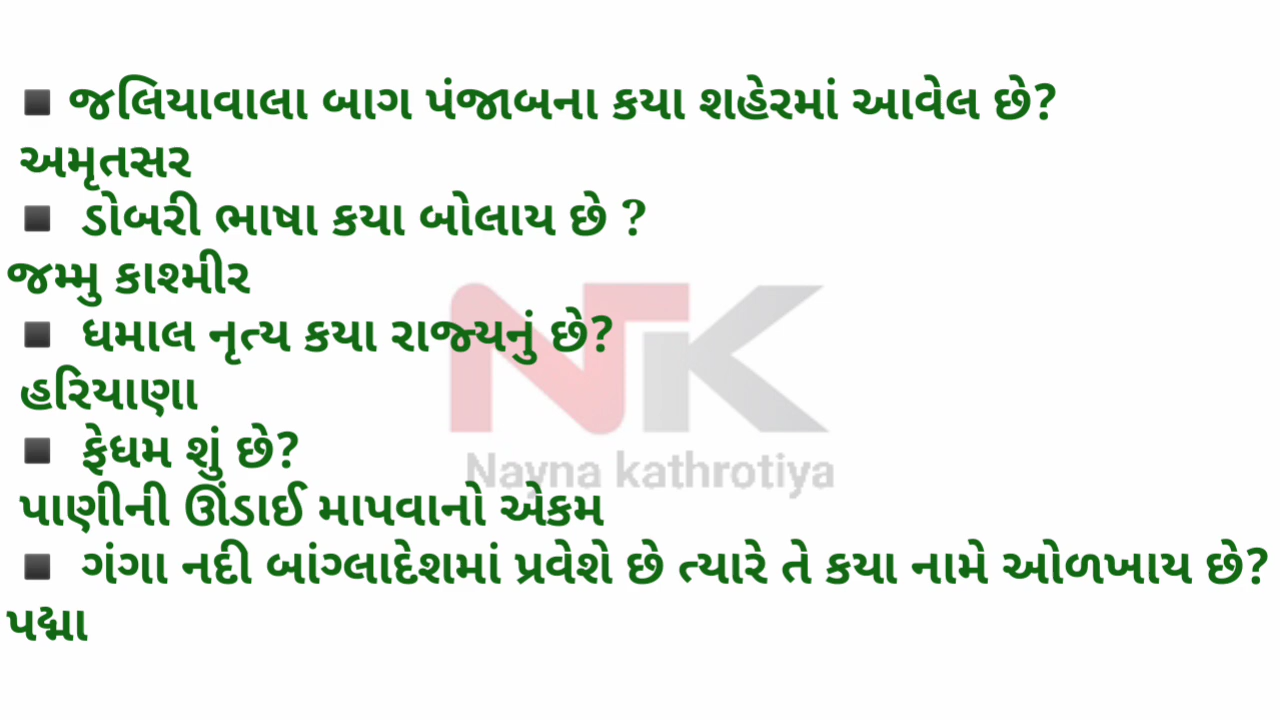 ▪ જલિયાવાલા બાગ પંજાબના કયા શહેરમાં આવેલ છે?
અમૃતસર
▪ ડોબરી ભાષા કયા બોલાય છે ?
જમ્મુ કાશ્મીર
▪ ધમાલ નૃત્ય કયા રાજ્યનું છે?
હરિયાણા
▪ ફેધમ શું છે?
પાણીની ઊંડાઈ માપવાનો એકમ
▪ ગંગા નદી બાંગ્લાદેશમાં પ્રવેશે છે ત્યારે તે કયા નામે ઓળખાય છે?
પદ્મા
NK
Nayna kathrotiya